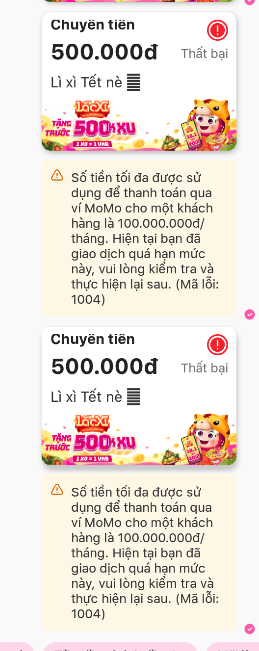 Chuyển tiền
500.000đ
Thất bại
Lì xì Tết nè
LẮC XÌ
TẶNG TRƯỚC 500K XU
1 XU = 1 VNĐ
Số tiền tối đa được sử
dụng để thanh toán qua
ví MoMo cho một khách
hàng là 100.000.000đ/
tháng. Hiện tại bạn đã
giao dịch quá hạn mức
này, vui lòng kiểm tra và
thực hiện lại sau. (Mã lỗi:
1004)
Chuyển tiền
500.000đ
Thất bại
Lì xì Tết nè
LẮC XÌ
TẶNG TRƯỚC 500K XU
1 XU = 1 VNĐ
Số tiền tối đa được sử
dụng để thanh toán qua
ví MoMo cho một khách
hàng là 100.000.000đ/
tháng. Hiện tại bạn đã
giao dịch quá hạn mức
này, vui lòng kiểm tra và
thực hiện lại sau. (Mã lỗi:
1004)